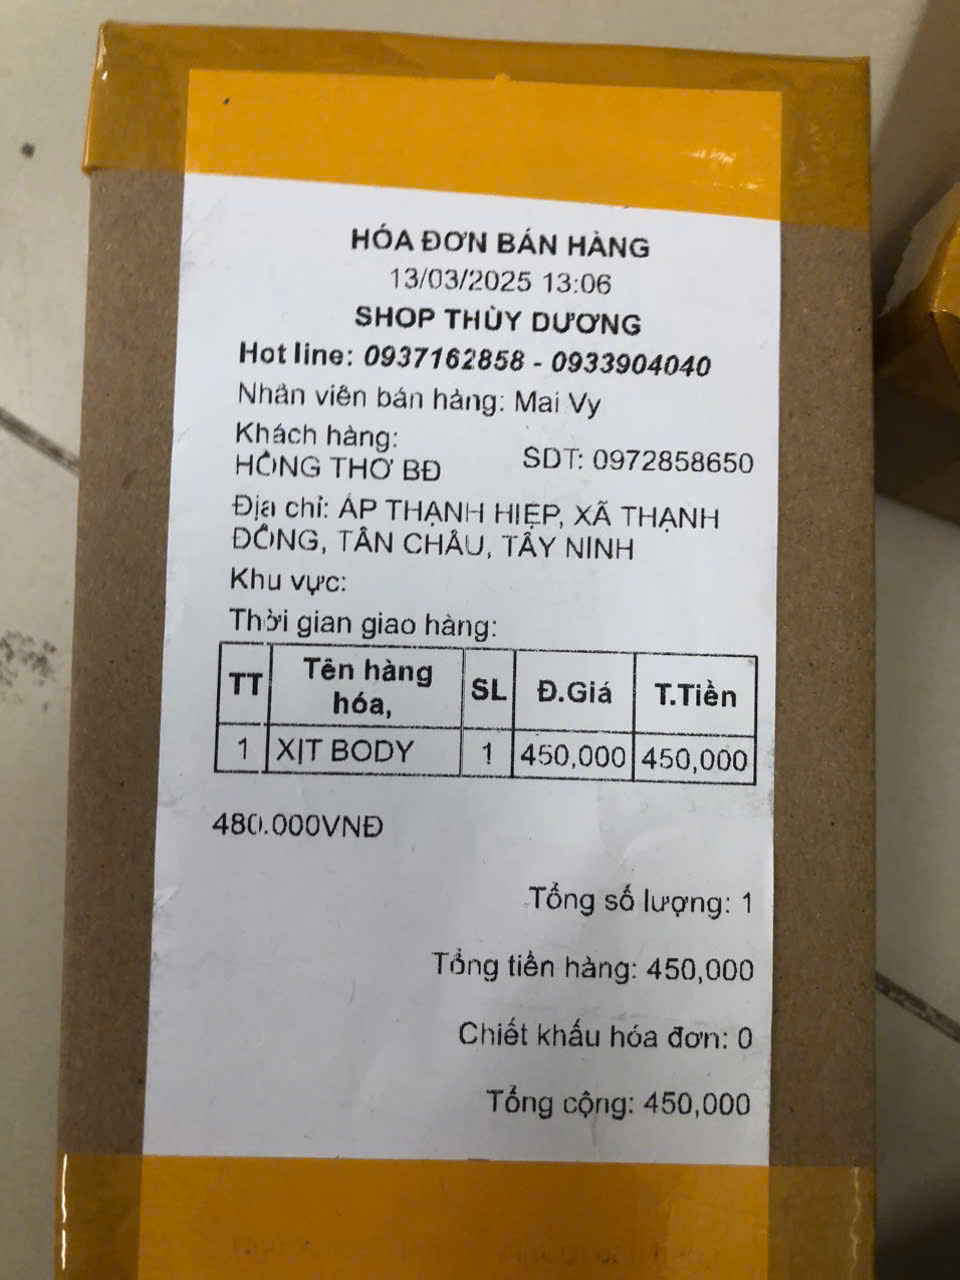 HÓA ĐƠN BÁN HÀNG
13/03/2025 13:06
SHOP THÙY DƯƠNG
Hot line: 0937162858 - 0933904040
Nhân viên bán hàng: Mai Vy
Khách hàng:
HỒNG THƠ BĐ SDT: 0972858650
Địa chỉ: ẤP THẠNH HIỆP, XÃ THẠNH
ĐÔNG, TÂN CHÂU, TÂY NINH
Khu vực:
Thời gian giao hàng:
TT Tên hàng hóa, SL Đ.Giá T.Tiền
1 XỊT BODY 1 450,000 450,000
480.000VNĐ
Tổng số lượng: 1
Tổng tiền hàng: 450,000
Chiết khấu hóa đơn: 0
Tổng cộng: 450,000